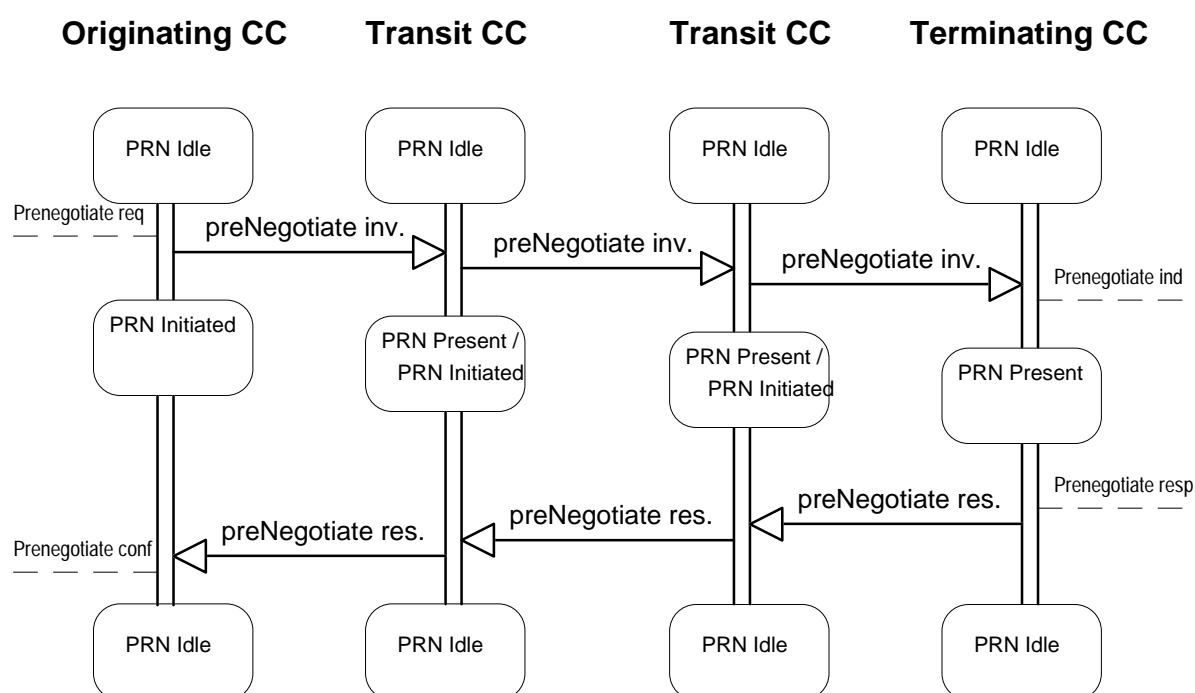 Originating CC
Transit CC
Transit CC
Terminating CC
PRN Idle
PRN Idle
PRN Idle
PRN Idle
Prenegotiate req
preNegotiate inv.
preNegotiate inv.
preNegotiate inv.
Prenegotiate ind
PRN Initiated
PRN Present /
PRN Initiated
PRN Present /
PRN Initiated
PRN Present
Prenegotiate resp
preNegotiate res.
preNegotiate res.
preNegotiate res.
Prenegotiate conf
PRN Idle
PRN Idle
PRN Idle
PRN Idle